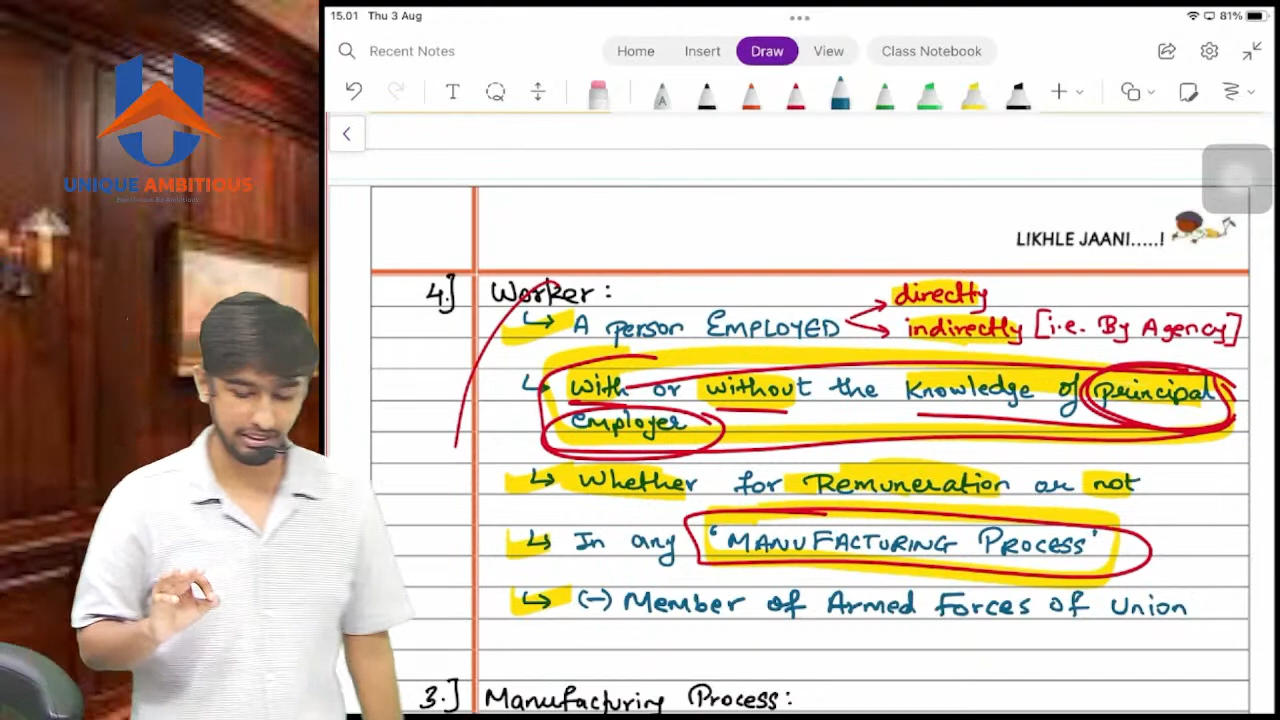 15.01 Thu 3 Aug
81%
Recent Notes
Home Insert Draw View Class Notebook
UNIQUE AMBITIOUS
LIKHLE JAANI.....!
4.] Worker:
directly
↳ A person EMPLOYED
indirectly [i.e. By Agency]
↳ With or without the Knowledge of principal
employer
↳ Whether for Remuneration or not
↳ In any 'MANUFACTURING PROCESS'
↳ (-) Member of Armed Forces of Union
3.] Manufacturing Process: